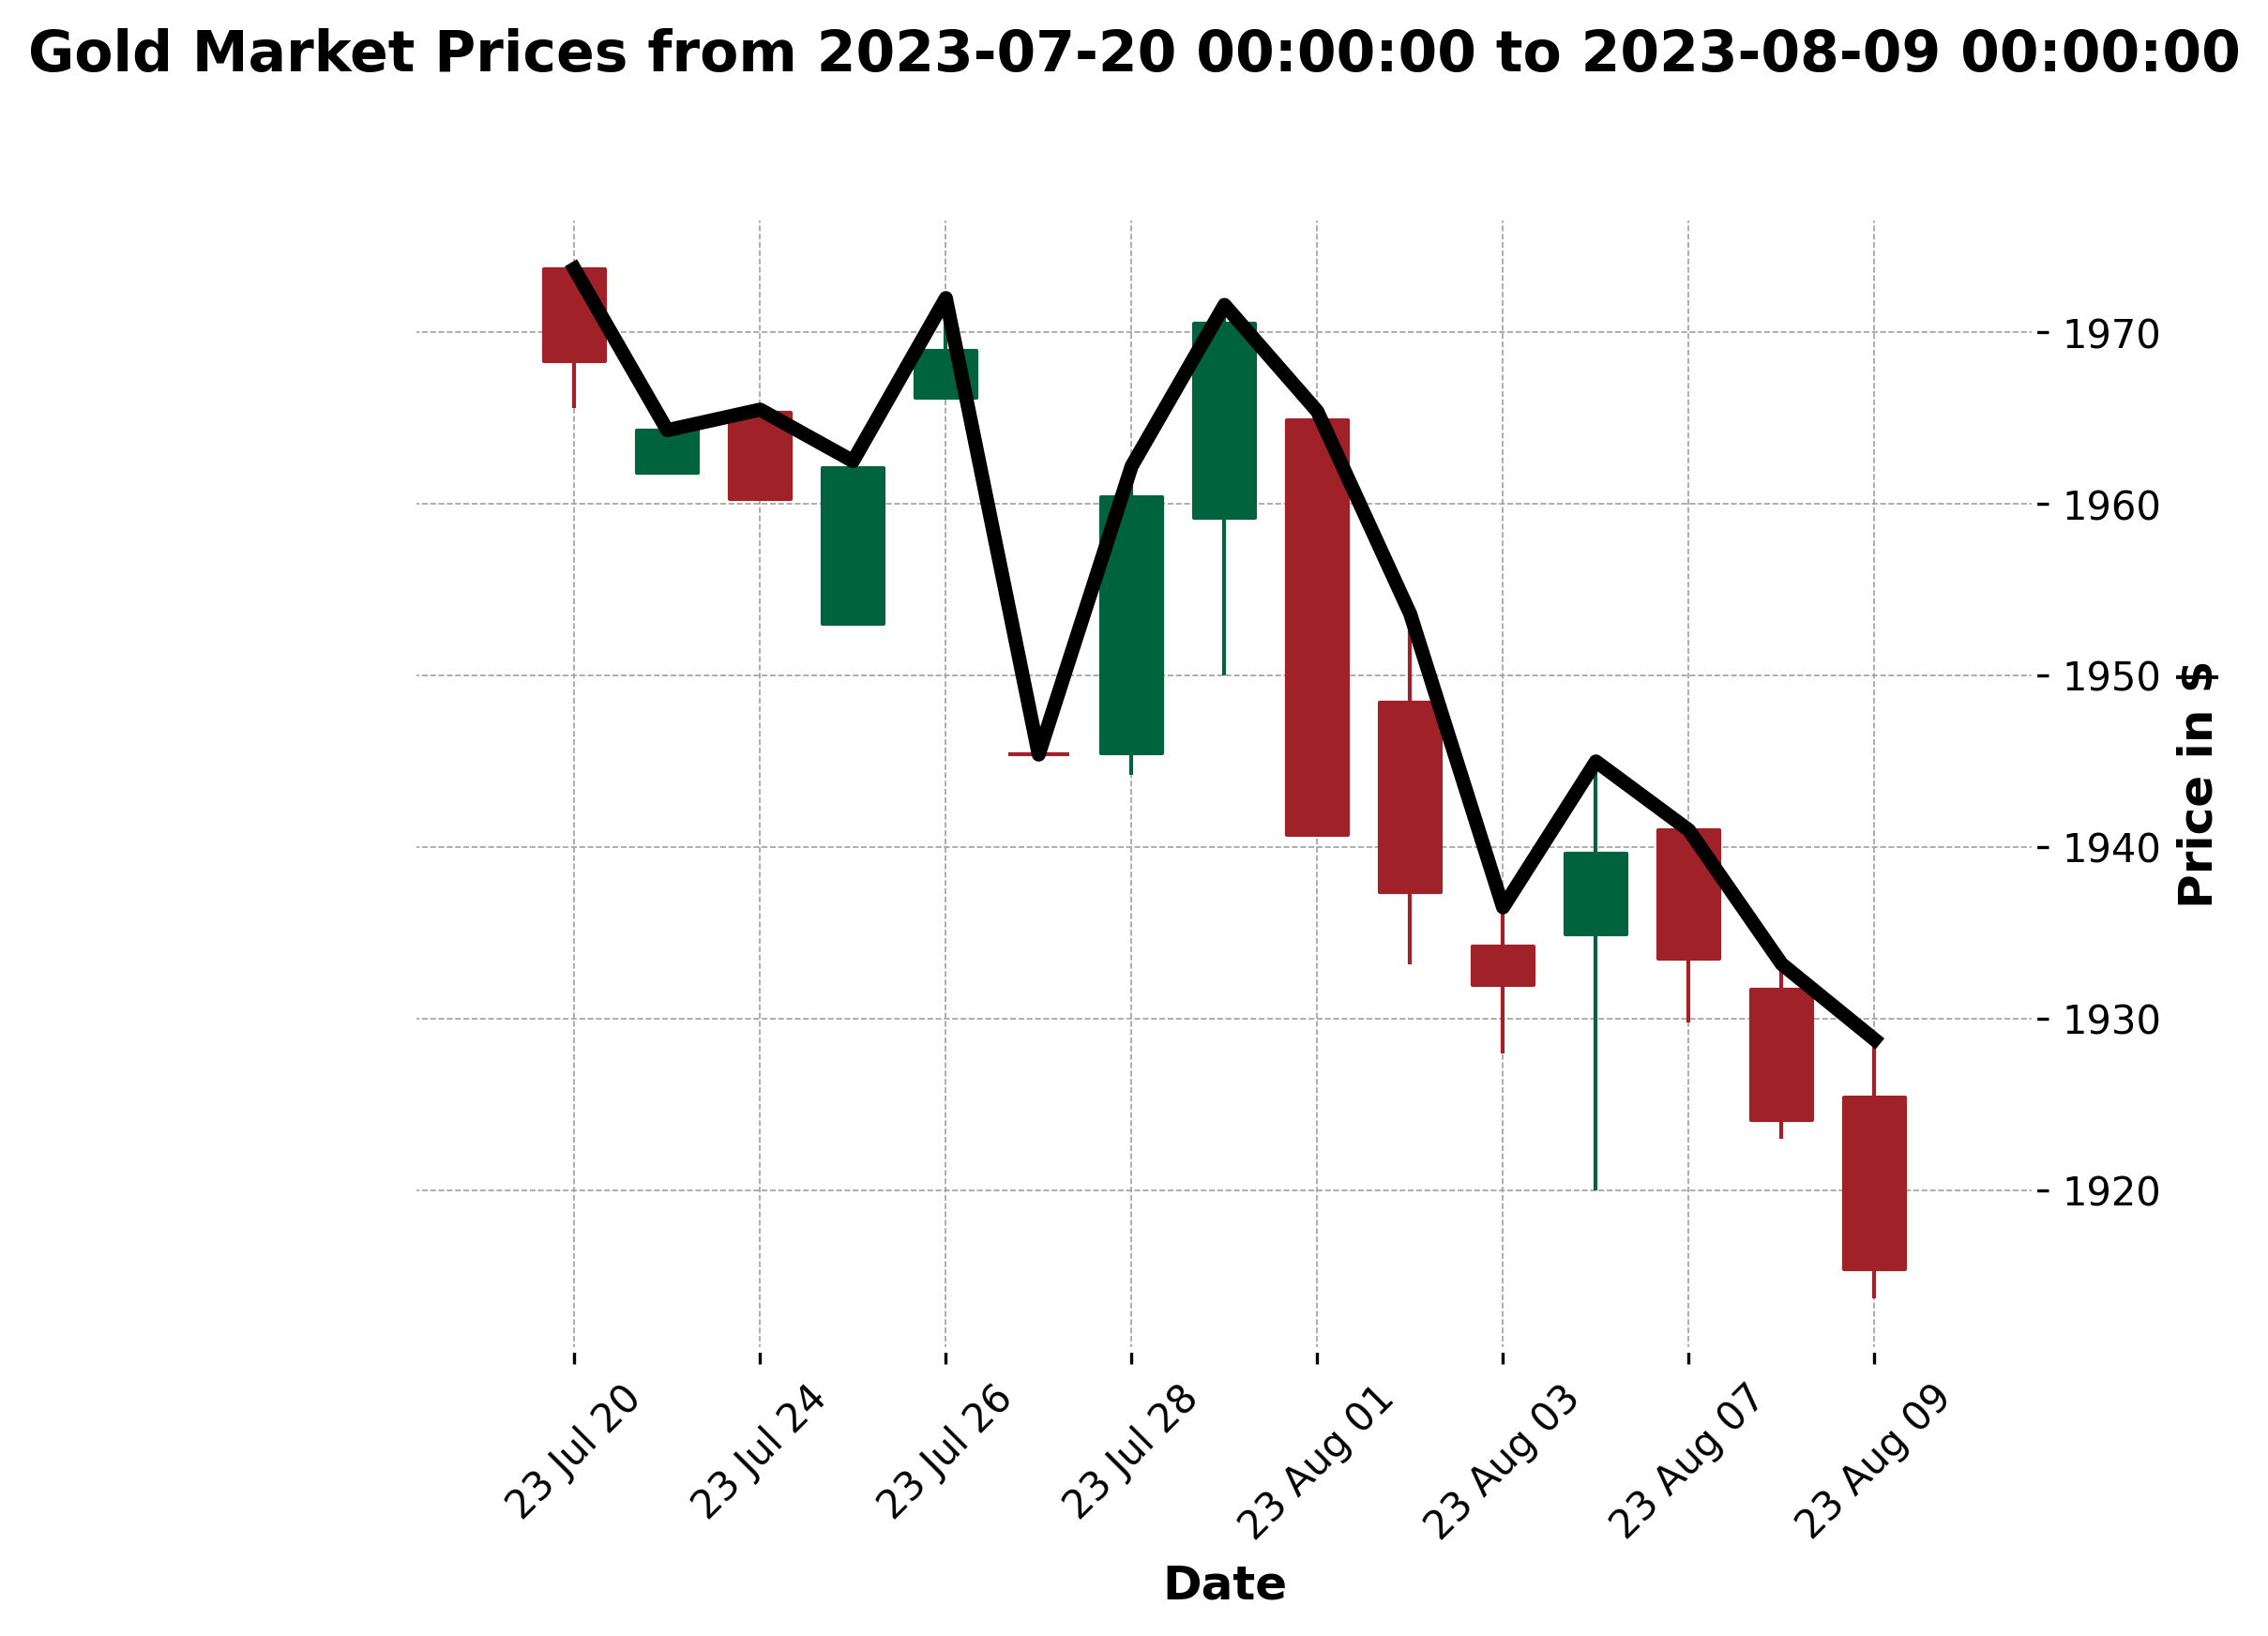 Gold Market Prices from 2023-07-20 00:00:00 to 2023-08-09 00:00:00
1970
1960
1950
1940
1930
1920
Price in $
23 Jul 20
23 Jul 24
23 Jul 26
23 Jul 28
23 Aug 01
23 Aug 03
23 Aug 07
23 Aug 09
Date